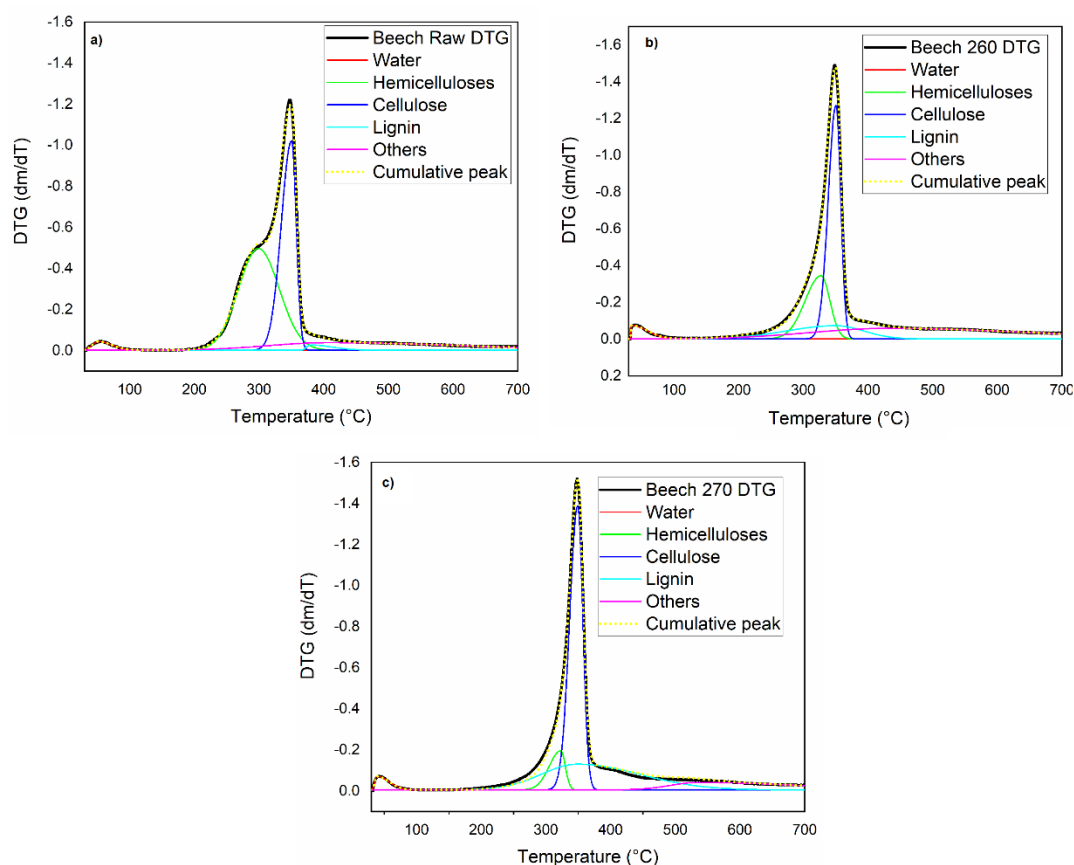 a)
-1.6
-1.4
-1.2
-1.0
-0.8
-0.6
-0.4
-0.2
0.0
DTG (dm/dT)
Beech Raw DTG
Water
Hemicelluloses
Cellulose
Lignin
Others
Cumulative peak
100 200 300 400 500 600 700
Temperature (°C)
b)
-1.6
-1.4
-1.2
-1.0
-0.8
-0.6
-0.4
-0.2
0.0
0.2
DTG (dm/dT)
Beech 260 DTG
Water
Hemicelluloses
Cellulose
Lignin
Others
Cumulative peak
100 200 300 400 500 600 700
Temperature (°C)
c)
-1.6
-1.4
-1.2
-1.0
-0.8
-0.6
-0.4
-0.2
0.0
DTG (dm/dT)
Beech 270 DTG
Water
Hemicelluloses
Cellulose
Lignin
Others
Cumulative peak
100 200 300 400 500 600 700
Temperature (°C)